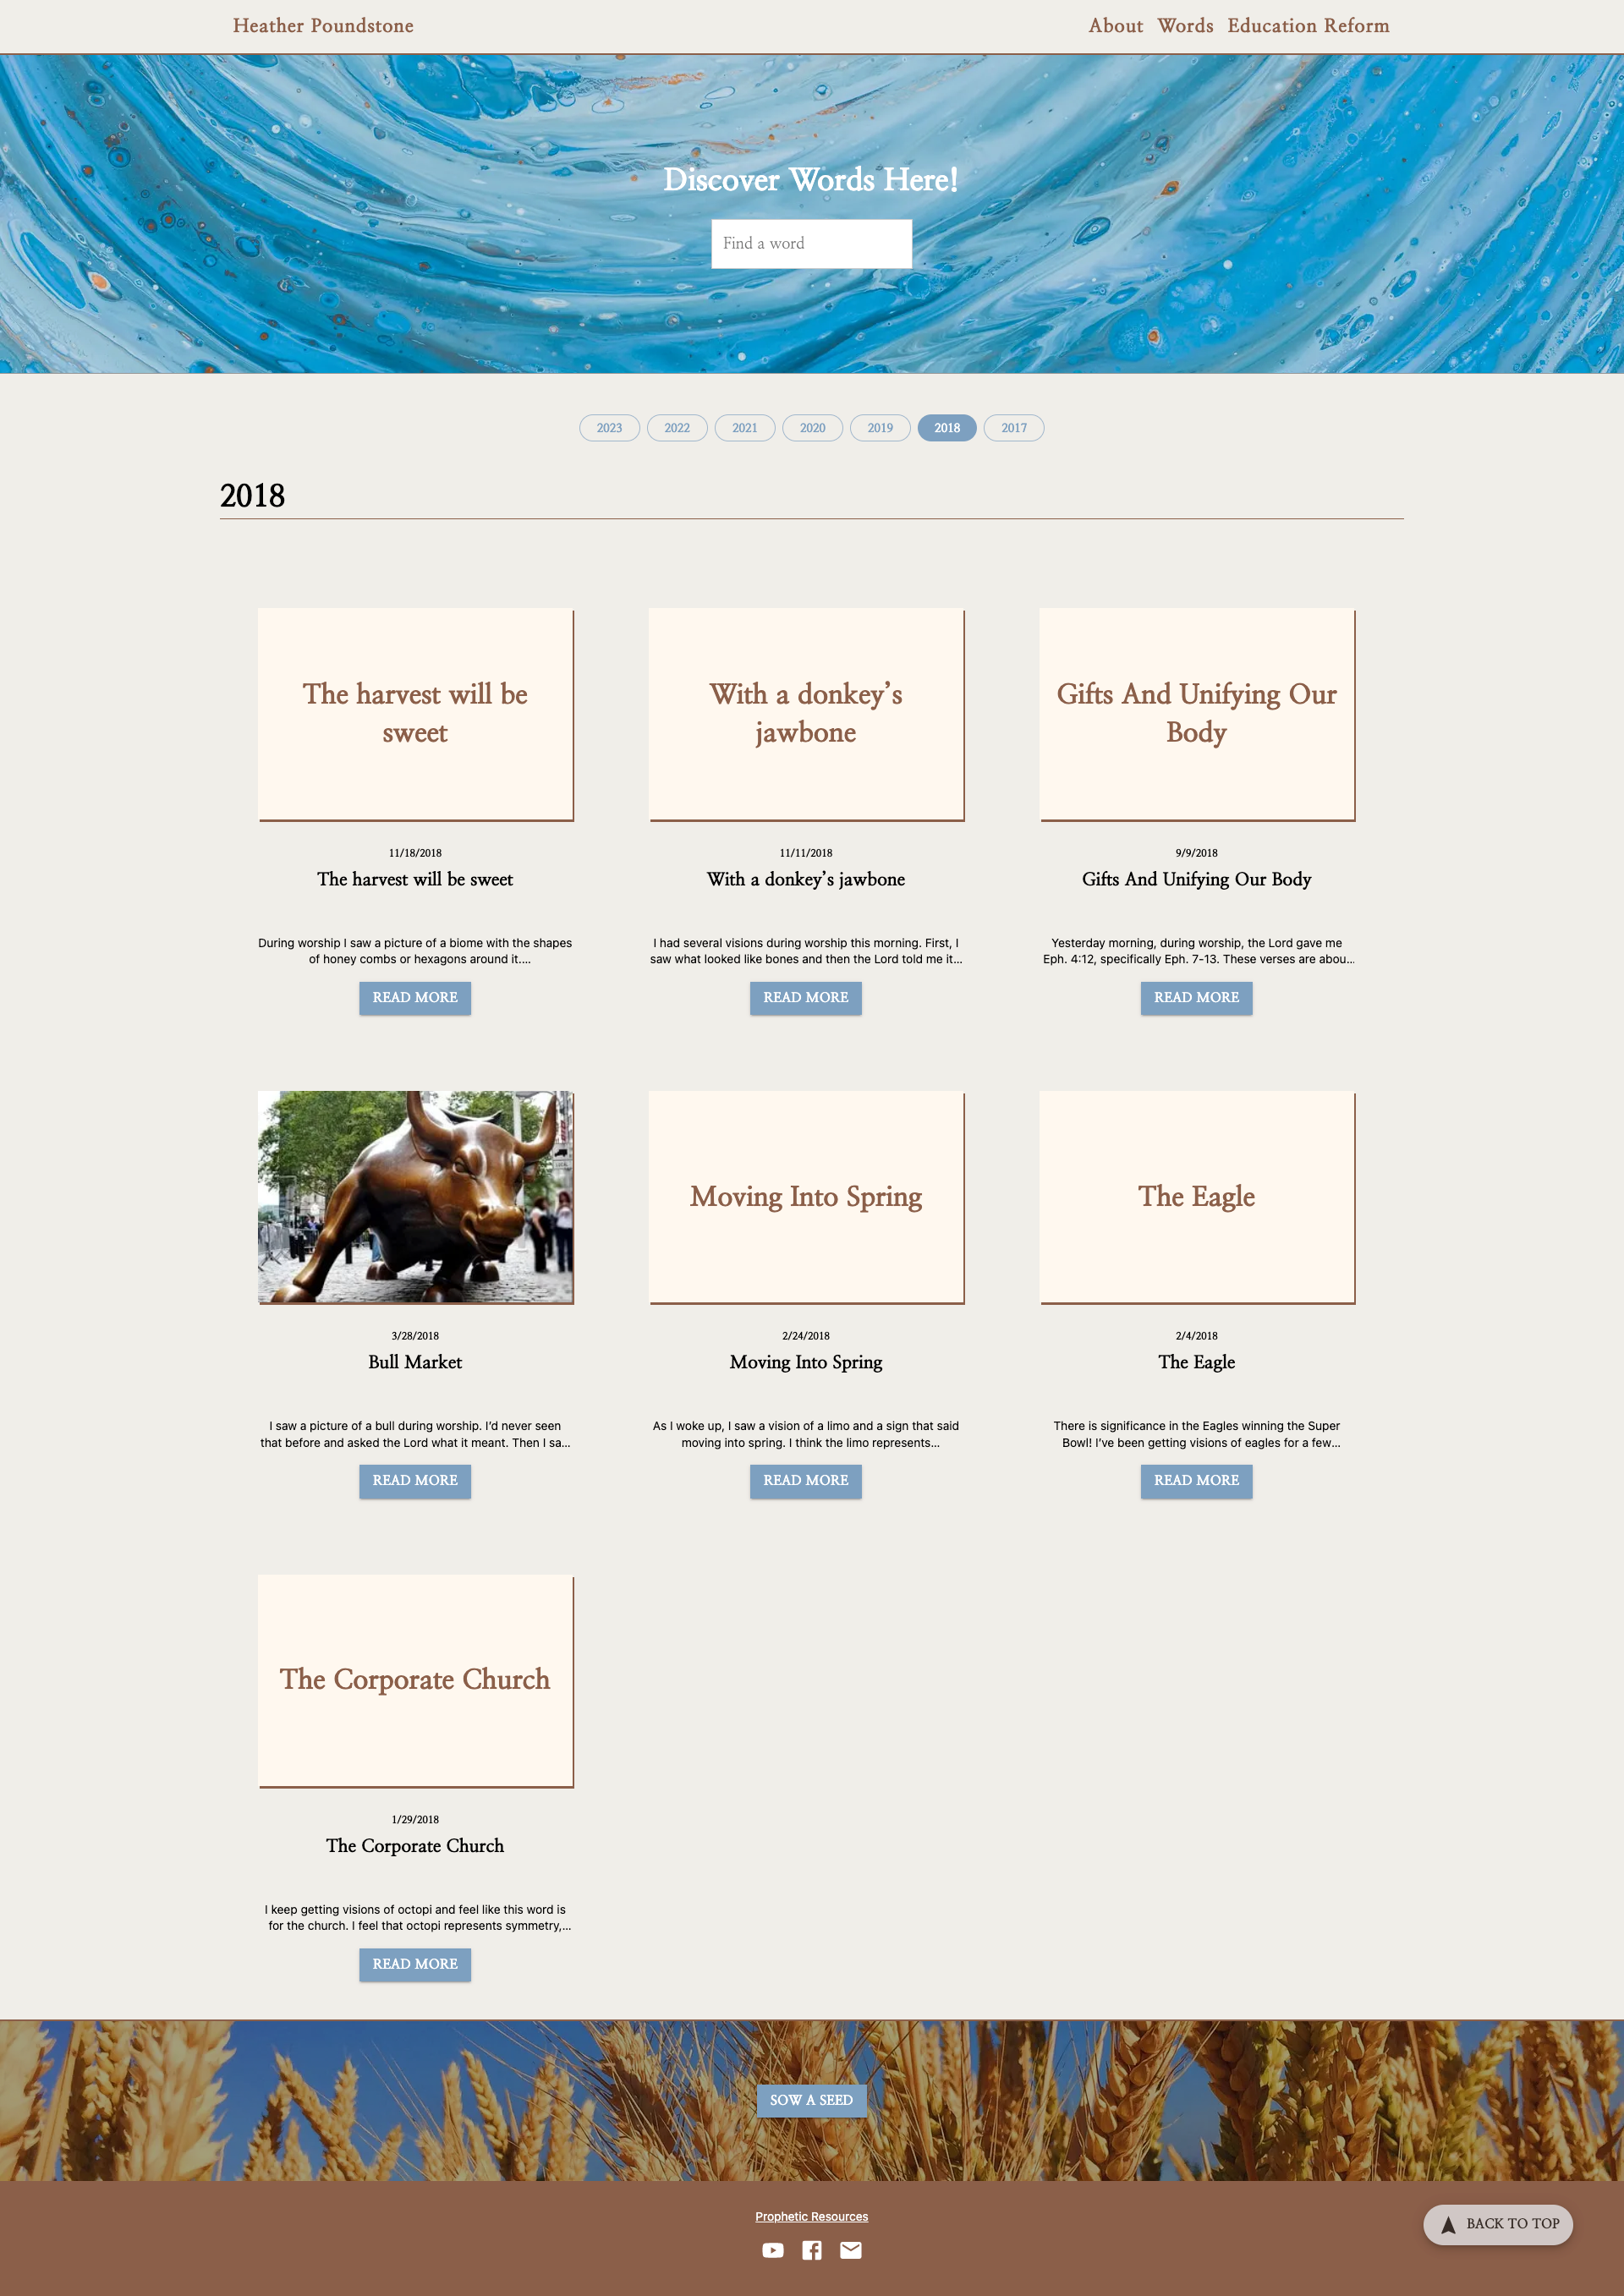 Heather Poundstone
About Words Education Reform
Discover Words Here!
Find a word
2023 2022 2021 2020 2019 2018 2017
2018
The harvest will be
sweet
11/18/2018
The harvest will be sweet
During worship I saw a picture of a biome with the shapes
of honey combs or hexagons around it....
READ MORE
With a donkey’s
jawbone
11/11/2018
With a donkey’s jawbone
I had several visions during worship this morning. First, I
saw what looked like bones and then the Lord told me it...
READ MORE
Gifts And Unifying Our
Body
9/9/2018
Gifts And Unifying Our Body
Yesterday morning, during worship, the Lord gave me
Eph. 4:12, specifically Eph. 7-13. These verses are abou...
READ MORE
3/28/2018
Bull Market
I saw a picture of a bull during worship. I’d never seen
that before and asked the Lord what it meant. Then I sa...
READ MORE
Moving Into Spring
2/24/2018
Moving Into Spring
As I woke up, I saw a vision of a limo and a sign that said
moving into spring. I think the limo represents...
READ MORE
The Eagle
2/4/2018
The Eagle
There is significance in the Eagles winning the Super
Bowl! I’ve been getting visions of eagles for a few...
READ MORE
The Corporate Church
1/29/2018
The Corporate Church
I keep getting visions of octopi and feel like this word is
for the church. I feel that octopi represents symmetry,...
READ MORE
SOW A SEED
Prophetic Resources
BACK TO TOP